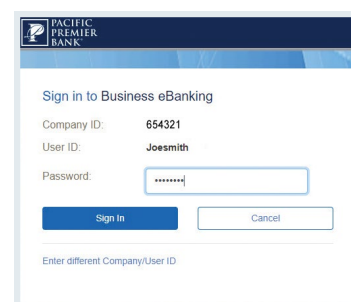 PACIFIC
PREMIER
BANK
Sign in to Business eBanking
Company ID: 654321
User ID: Joesmith
Password: ••••••••
Sign In Cancel
Enter different Company/User ID